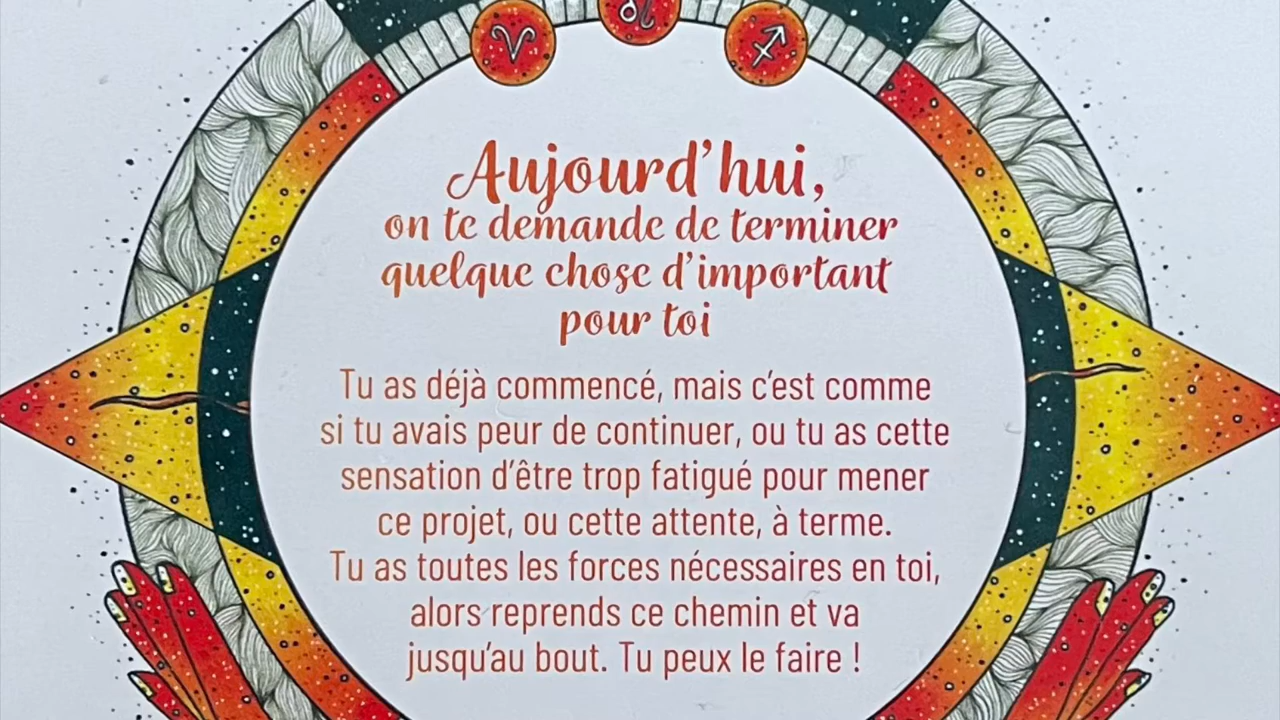 Aujourd'hui,
on te demande de terminer
quelque chose d'important
pour toi
Tu as déjà commencé, mais c'est comme
si tu avais peur de continuer, ou tu as cette
sensation d'être trop fatigué pour mener
ce projet, ou cette attente, à terme.
Tu as toutes les forces nécessaires en toi,
alors reprends ce chemin et va
jusqu'au bout. Tu peux le faire !